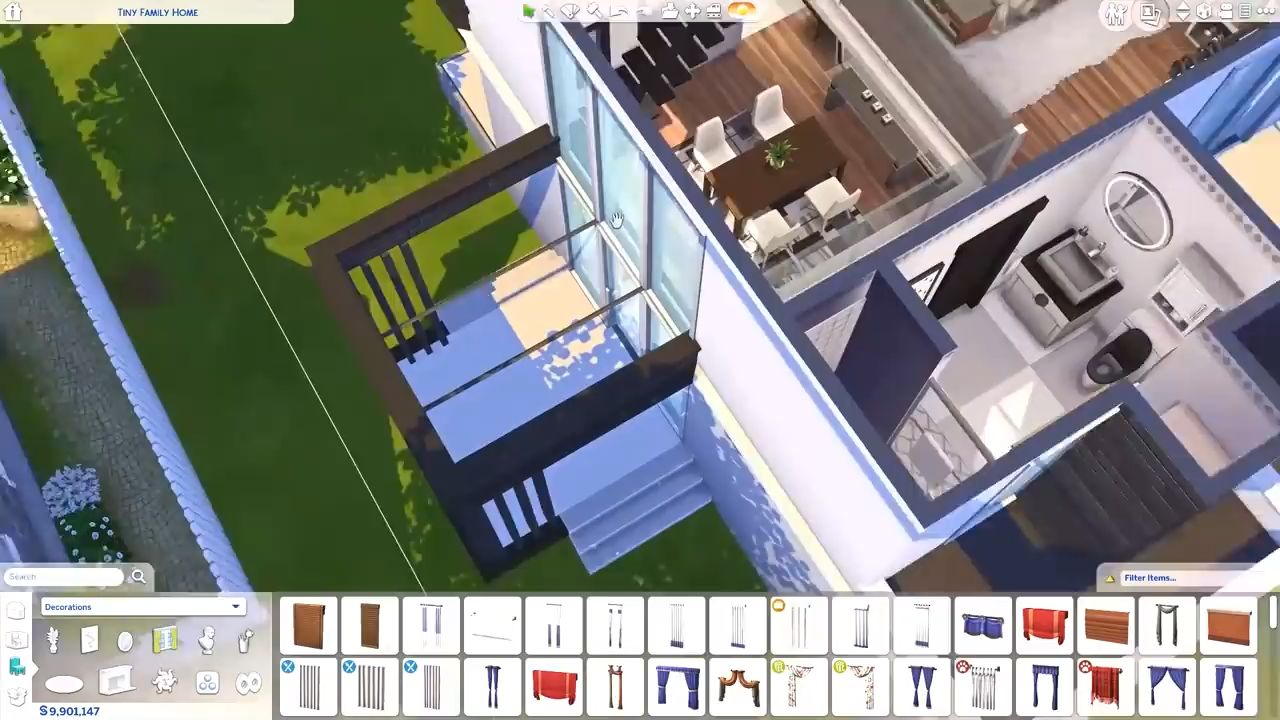 TINY FAMILY HOME
Search
Filter Items...
Decorations
§9,901,147